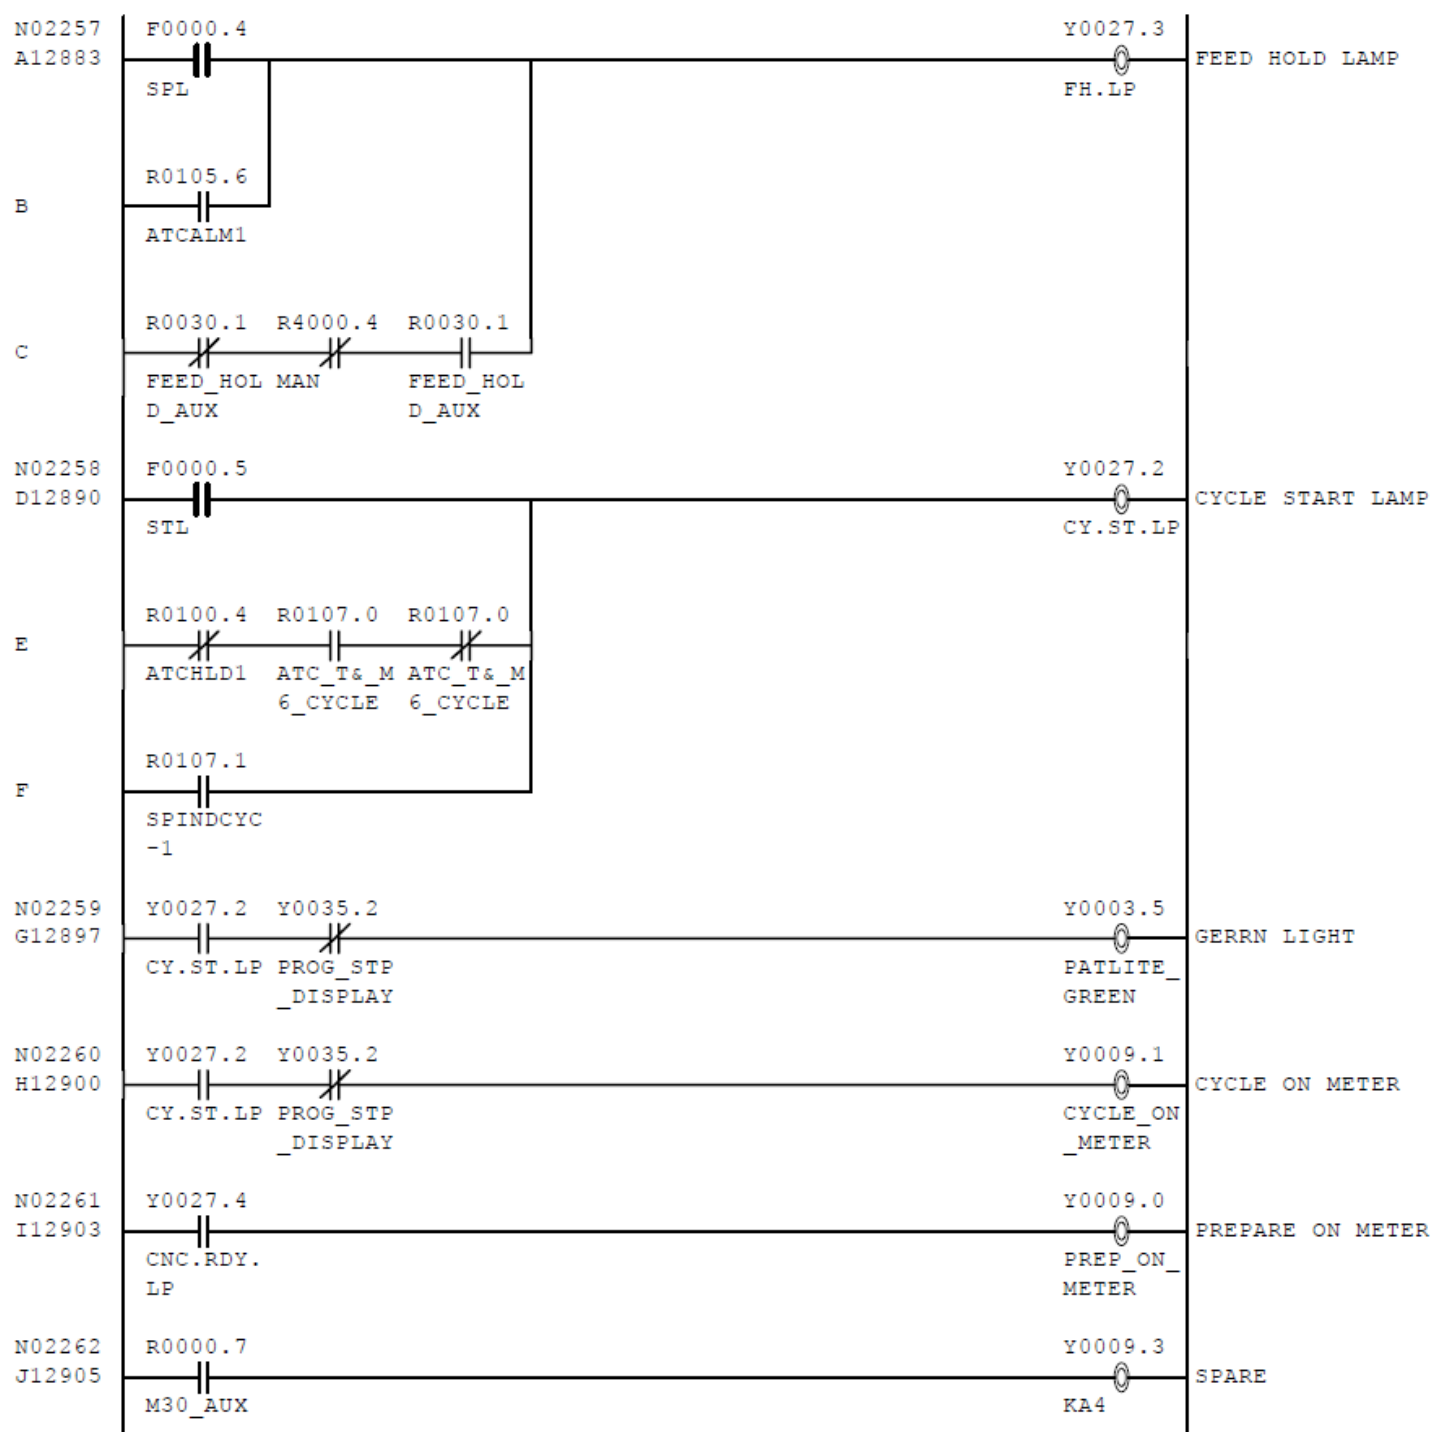 N02257 F0000.4 Y0027.3
A12883 FEED HOLD LAMP
SPL FH.LP
R0105.6
B
ATCALM1
R0030.1 R4000.4 R0030.1
C
FEED_HOL MAN FEED_HOL
D_AUX D_AUX
N02258 F0000.5 Y0027.2
D12890 CYCLE START LAMP
STL CY.ST.LP
R0100.4 R0107.0 R0107.0
E
ATCHLD1 ATC_T&_M ATC_T&_M
6_CYCLE 6_CYCLE
R0107.1
F
SPINDCYC
-1
N02259 Y0027.2 Y0035.2 Y0003.5
G12897 GERRN LIGHT
CY.ST.LP PROG_STP PATLITE_
_DISPLAY GREEN
N02260 Y0027.2 Y0035.2 Y0009.1
H12900 CYCLE ON METER
CY.ST.LP PROG_STP CYCLE_ON
_DISPLAY _METER
N02261 Y0027.4 Y0009.0
I12903 PREPARE ON METER
CNC.RDY. PREP_ON_
LP METER
N02262 R0000.7 Y0009.3
J12905 SPARE
M30_AUX KA4